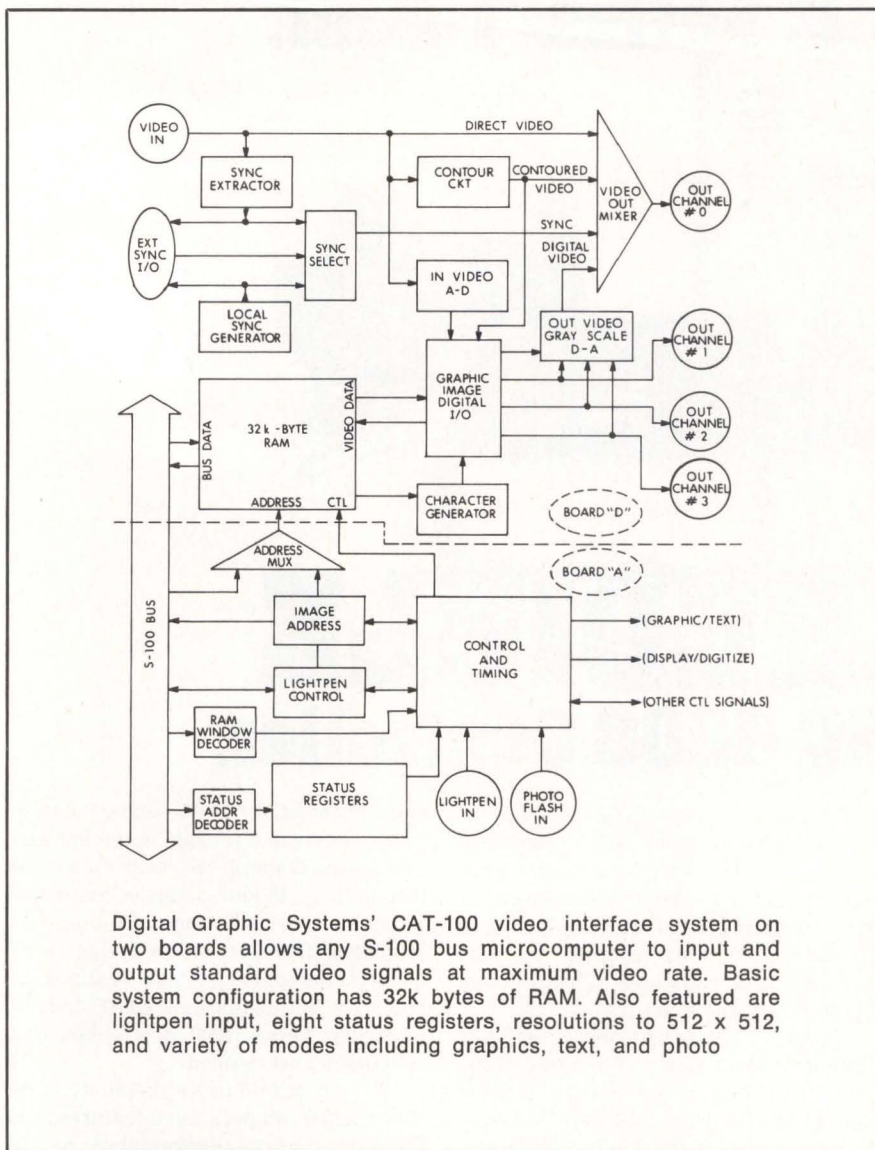 VIDEO
IN
DIRECT VIDEO
SYNC
EXTRACTOR
CONTOUR
CKT
CONTOURED
VIDEO
VIDEO
OUT
MIXER
OUT
CHANNEL
# 0
EXT
SYNC
I/O
SYNC
SELECT
SYNC
DIGITAL
VIDEO
IN VIDEO
A-D
LOCAL
SYNC
GENERATOR
OUT VIDEO
GRAY SCALE
D-A
OUT
CHANNEL
# 1
GRAPHIC
IMAGE
DIGITAL
I/O
BUS DATA
32k -BYTE
RAM
VIDEO DATA
OUT
CHANNEL
# 2
OUT
CHANNEL
# 3
ADDRESS
CTL
CHARACTER
GENERATOR
BOARD "D"
ADDRESS
MUX
BOARD "A"
S-100 BUS
IMAGE
ADDRESS
CONTROL
AND
TIMING
(GRAPHIC/TEXT)
(DISPLAY/DIGITIZE)
(OTHER CTL SIGNALS)
LIGHTPEN
CONTROL
RAM
WINDOW
DECODER
STATUS
ADDR
DECODER
STATUS
REGISTERS
LIGHTPEN
IN
PHOTO
FLASH
IN
Digital Graphic Systems' CAT-100 video interface system on
two boards allows any S-100 bus microcomputer to input and
output standard video signals at maximum video rate. Basic
system configuration has 32k bytes of RAM. Also featured are
lightpen input, eight status registers, resolutions to 512 x 512,
and variety of modes including graphics, text, and photo